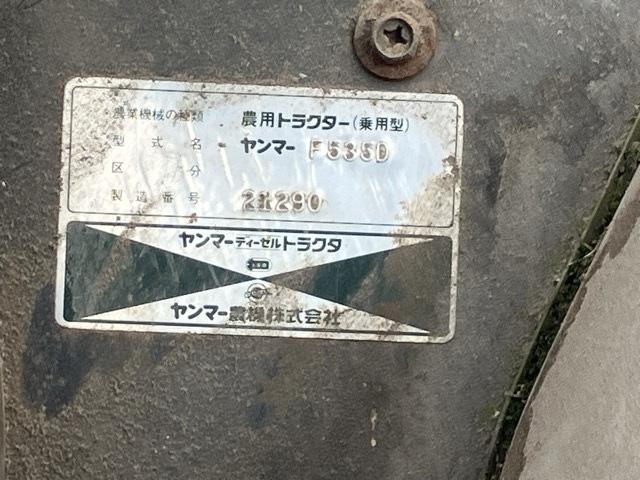 農業機械の種類 農用トラクター(乗用型)
型式名 ヤンマー F535D
区分
製造番号 21290
ヤンマーディーゼルトラクタ
ヤンマー農機株式会社